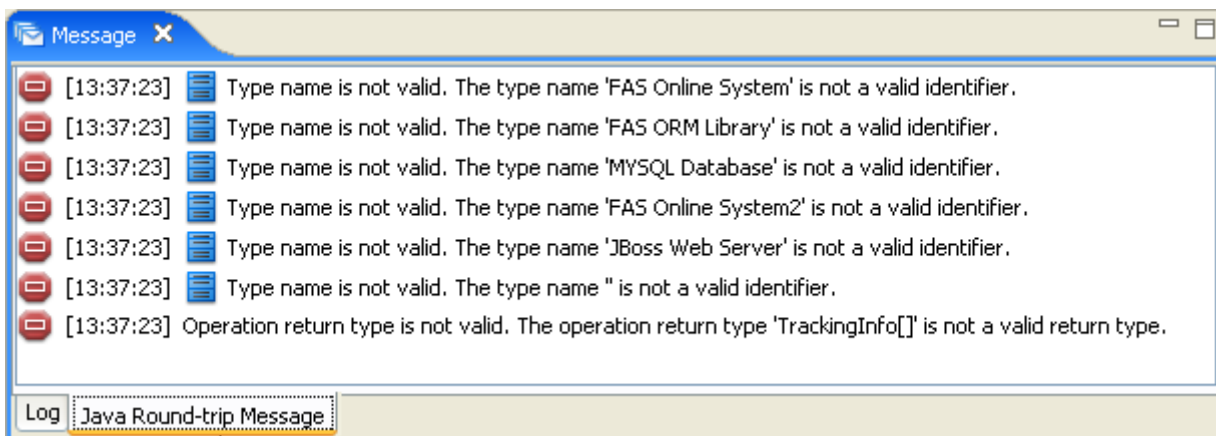 Message
[13:37:23] Type name is not valid. The type name 'FAS Online System' is not a valid identifier.
[13:37:23] Type name is not valid. The type name 'FAS ORM Library' is not a valid identifier.
[13:37:23] Type name is not valid. The type name 'MYSQL Database' is not a valid identifier.
[13:37:23] Type name is not valid. The type name 'FAS Online System2' is not a valid identifier.
[13:37:23] Type name is not valid. The type name 'JBoss Web Server' is not a valid identifier.
[13:37:23] Type name is not valid. The type name '' is not a valid identifier.
[13:37:23] Operation return type is not valid. The operation return type 'TrackingInfo[]' is not a valid return type.
Log Java Round-trip Message